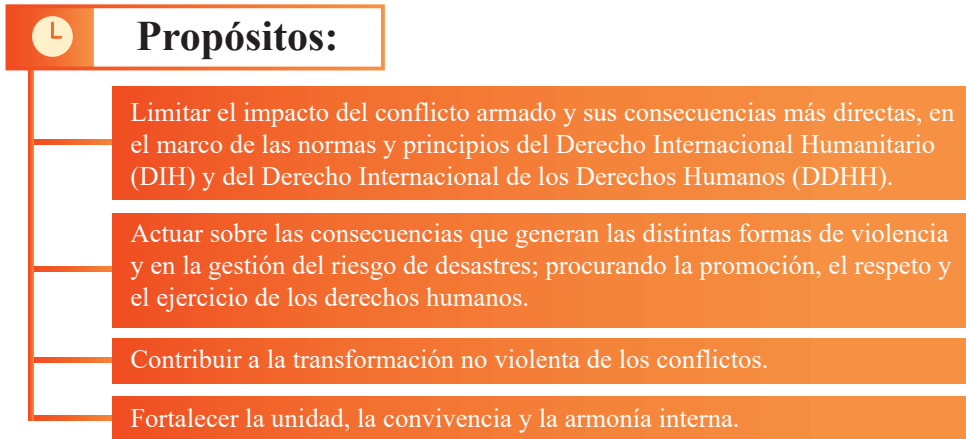 Propósitos:
Limitar el impacto del conflicto armado y sus consecuencias más directas, en
el marco de las normas y principios del Derecho Internacional Humanitario
(DIH) y del Derecho Internacional de los Derechos Humanos (DDHH).
Actuar sobre las consecuencias que generan las distintas formas de violencia
y en la gestión del riesgo de desastres; procurando la promoción, el respeto y
el ejercicio de los derechos humanos.
Contribuir a la transformación no violenta de los conflictos.
Fortalecer la unidad, la convivencia y la armonía interna.